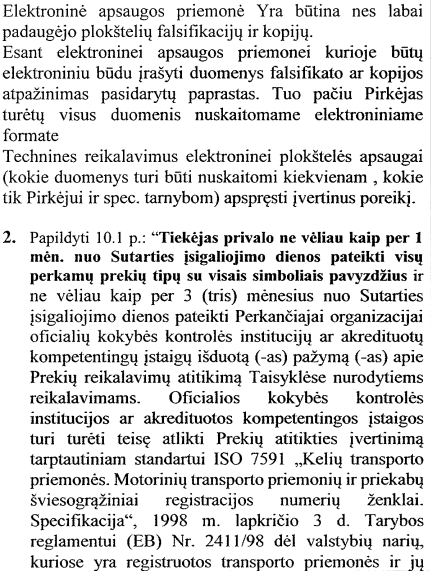 Elektroninė apsaugos priemonė Yra būtina nes labai
padaugėjo plokštelių falsifikacijų ir kopijų.
Esant elektroninei apsaugos priemonei kurioje būtų
elektroniniu būdu įrašyti duomenys falsifikato ar kopijos
atpažinimas pasidarytų paprastas. Tuo pačiu Pirkėjas
turėtų visus duomenis nuskaitomame elektroniniame
formate
Technines reikalavimus elektroninei plokštelės apsaugai
(kokie duomenys turi būti nuskaitomi kiekvienam , kokie
tik Pirkėjui ir spec. tarnybom) apspręsti įvertinus poreikį.
2. Papildyti 10.1 p.: “Tiekėjas privalo ne vėliau kaip per 1
mėn. nuo Sutarties įsigaliojimo dienos pateikti visų
perkamų prekių tipų su visais simboliais pavyzdžius ir
ne vėliau kaip per 3 (tris) mėnesius nuo Sutarties
įsigaliojimo dienos pateikti Perkančiajai organizacijai
oficialių kokybės kontrolės institucijų ar akredituotų
kompetentingų įstaigų išduotą (-as) pažymą (-as) apie
Prekių reikalavimų atitikimą Taisyklėse nurodytiems
reikalavimams. Oficialios kokybės kontrolės
institucijos ar akredituotos kompetentingos įstaigos
turi turėti teisę atlikti Prekių atitikties įvertinimą
tarptautiniam standartui ISO 7591 „Kelių transporto
priemonės. Motorinių transporto priemonių ir priekabų
šviesogrąžiniai registracijos numerių ženklai.
Specifikacija“, 1998 m. lapkričio 3 d. Tarybos
reglamentui (EB) Nr. 2411/98 dėl valstybių narių,
kuriose yra registruotos transporto priemonės ir jų